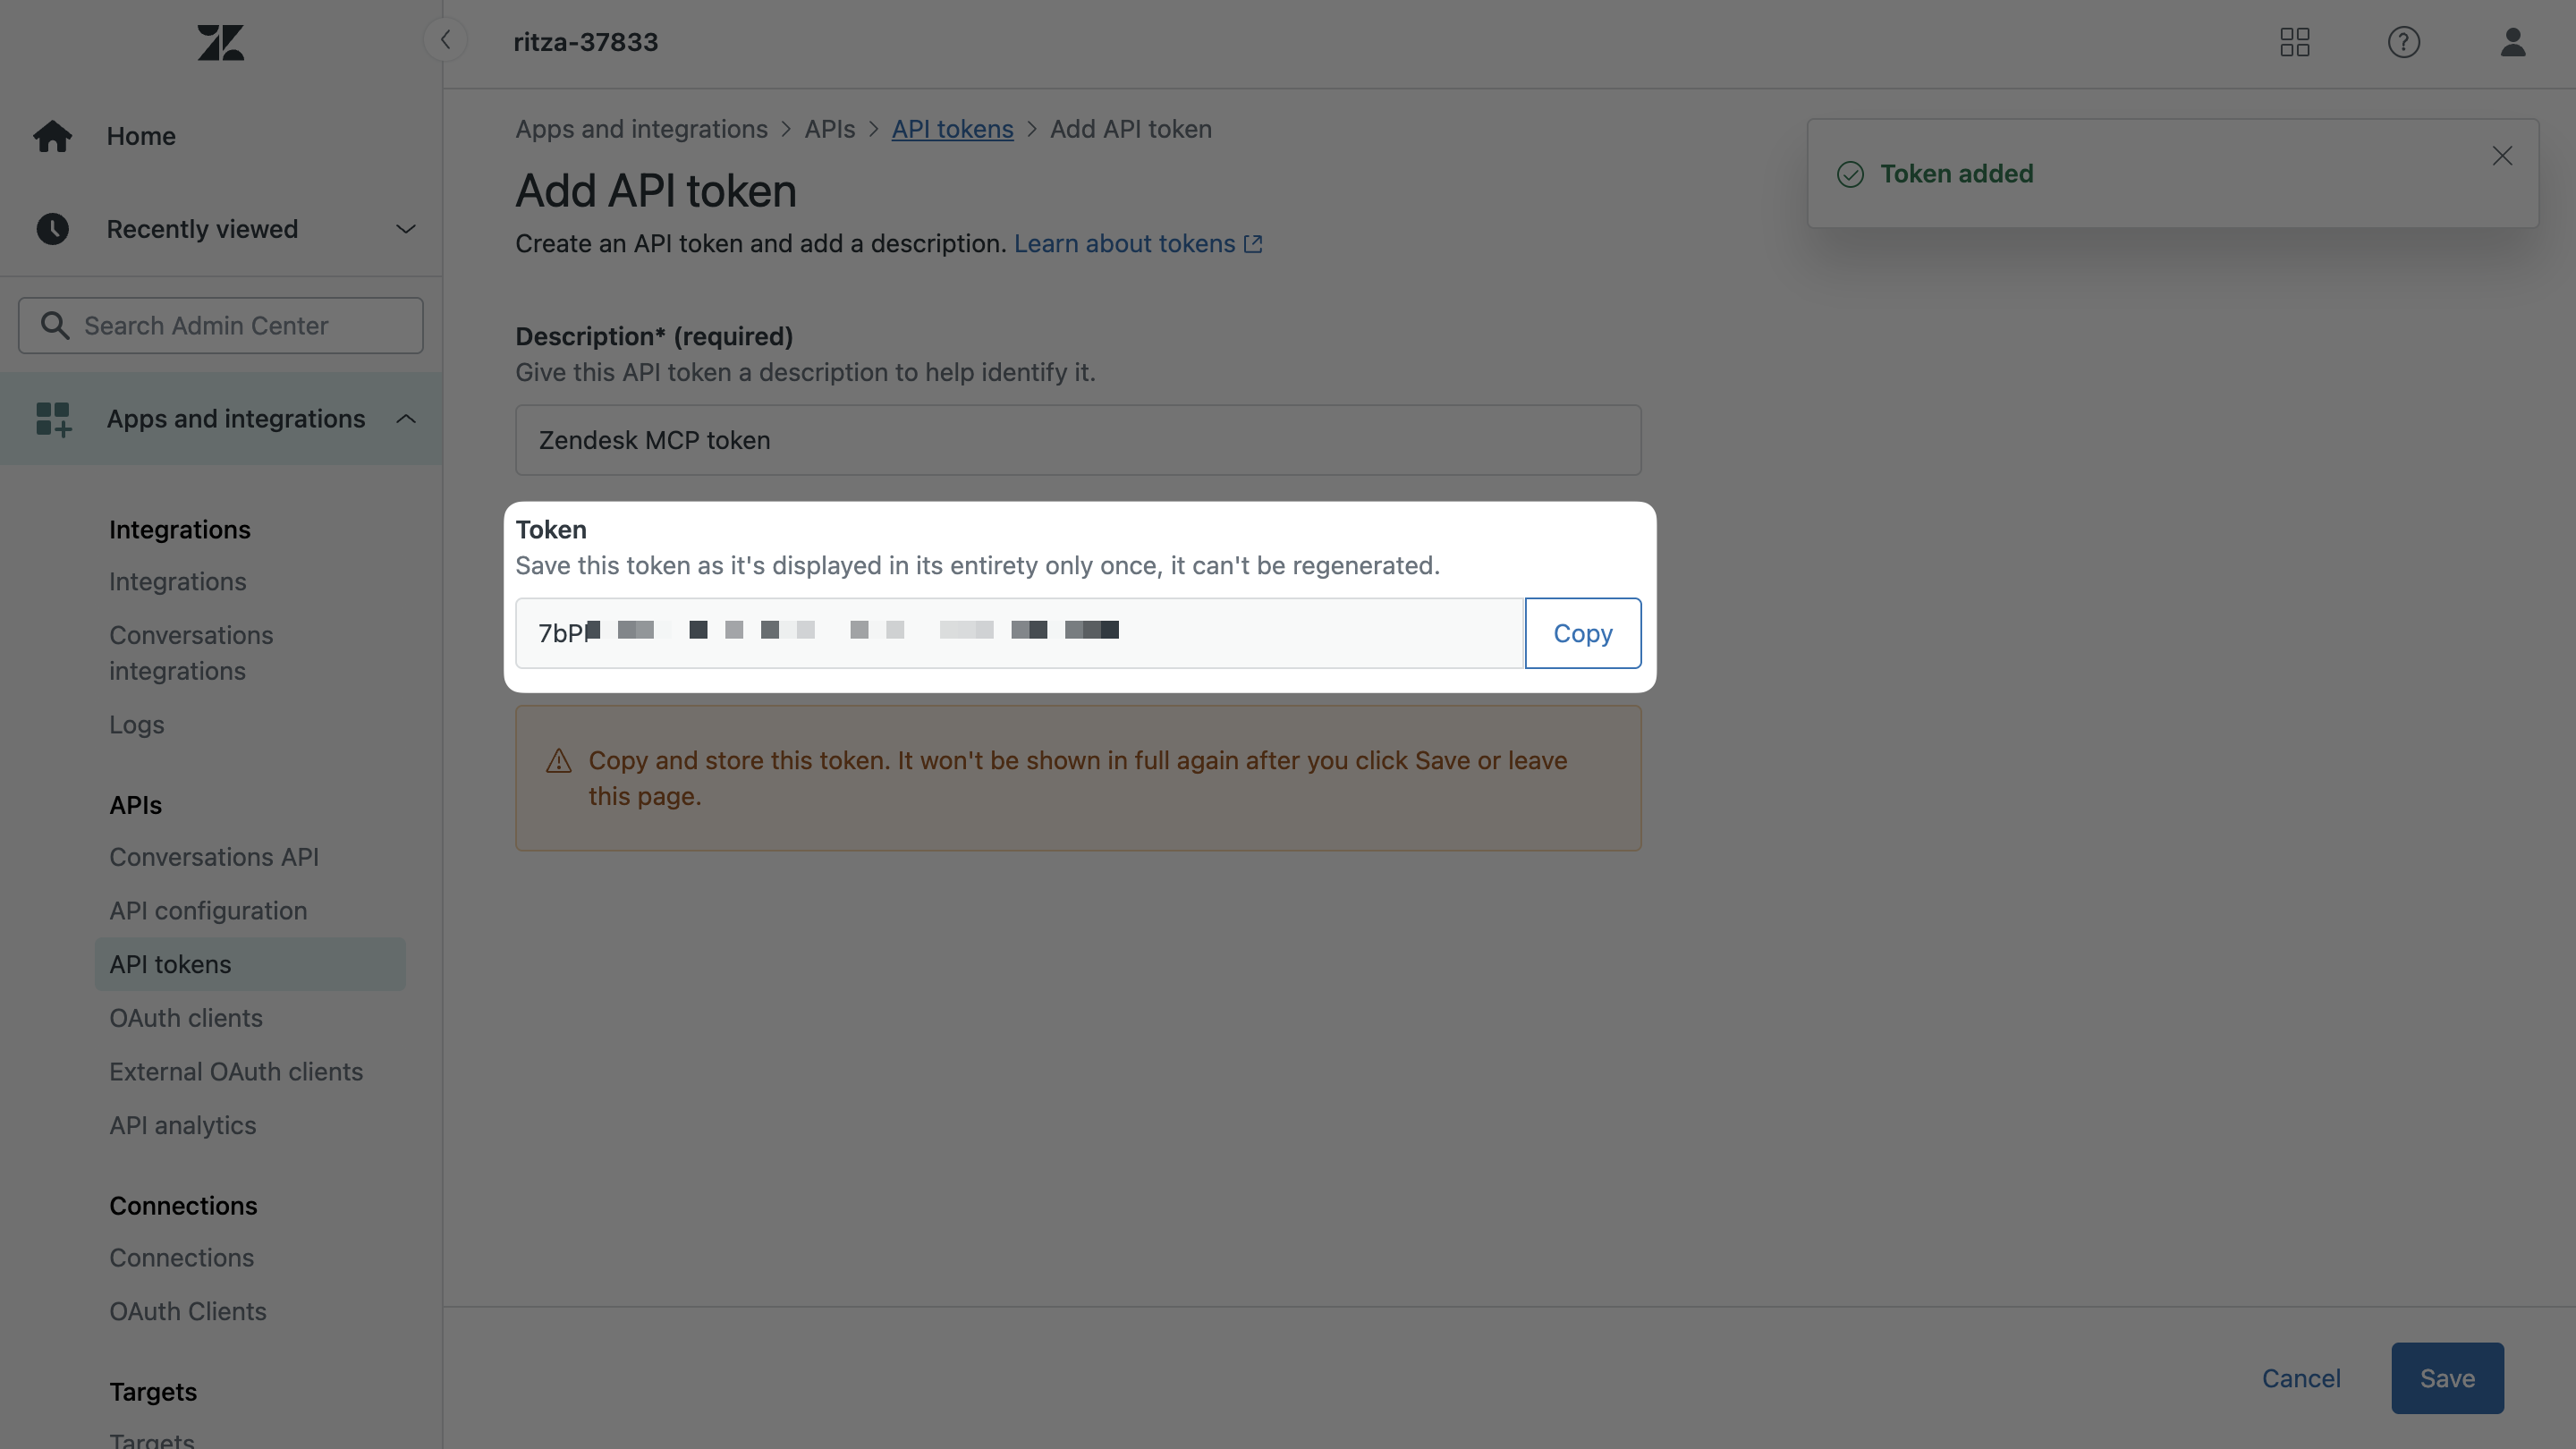 ritza-37833
Home
Recently viewed
Search Admin Center
Apps and integrations
Integrations
Integrations
Conversations
integrations
Logs
APIs
Conversations API
API configuration
API tokens
OAuth clients
External OAuth clients
API analytics
Connections
Connections
OAuth Clients
Targets
Targets
Apps and integrations > APIs > API tokens > Add API token
Add API token
Create an API token and add a description. Learn about tokens
Description* (required)
Give this API token a description to help identify it.
Zendesk MCP token
Token
Save this token as it's displayed in its entirety only once, it can't be regenerated.
Copy
Copy and store this token. It won't be shown in full again after you click Save or leave
this page.
Token added
Cancel
Save